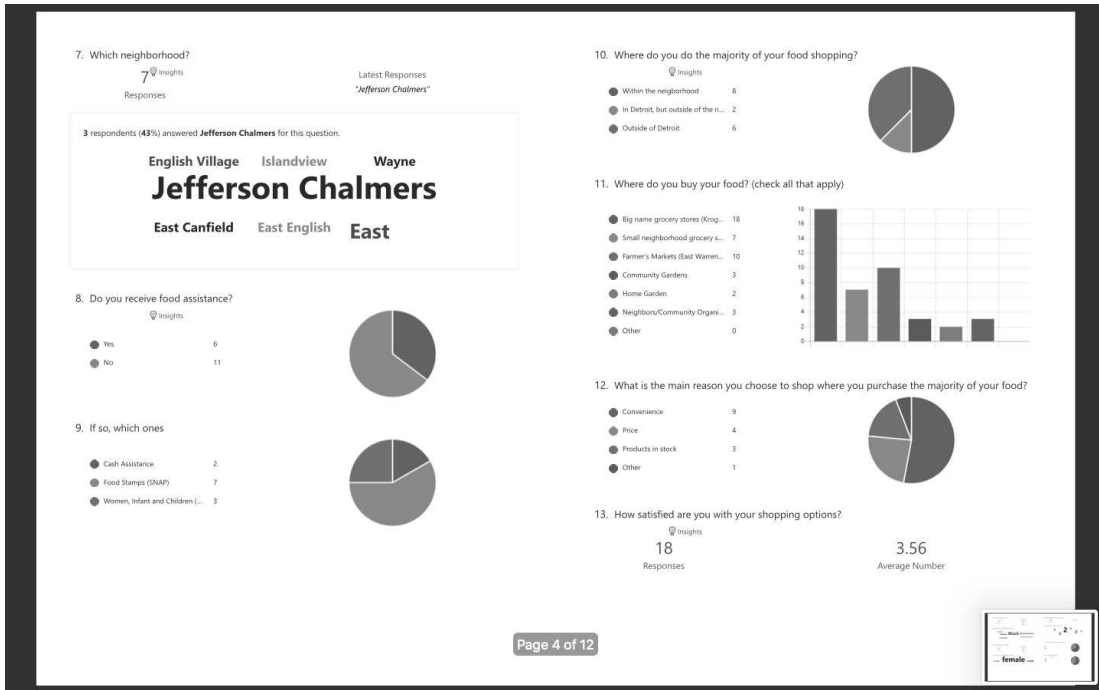 7. Which neighborhood?
7 Insights
Responses
Latest Responses
"Jefferson Chalmers"
3 respondents (43%) answered Jefferson Chalmers for this question.
English Village Islandview Wayne
Jefferson Chalmers
East Canfield East English East
8. Do you receive food assistance?
Insights
Yes 6
No 11
9. If so, which ones
Cash Assistance 2
Food Stamps (SNAP) 7
Women, Infant and Children (... 3
10. Where do you do the majority of your food shopping?
Insights
Within the neigborhood 8
In Detroit, but outside of the n... 2
Outside of Detroit 6
11. Where do you buy your food? (check all that apply)
Big name grocery stores (Krog... 18
Small neighborhood grocery s... 7
Farmer's Markets (East Warren... 10
Community Gardens 3
Home Garden 2
Neighbors/Community Organi... 3
Other 0
18
16
14
12
10
8
6
4
2
0
12. What is the main reason you choose to shop where you purchase the majority of your food?
Convenience 9
Price 4
Products in stock 3
Other 1
13. How satisfied are you with your shopping options?
Insights
18
Responses
3.56
Average Number
Page 4 of 12
Black
2
female